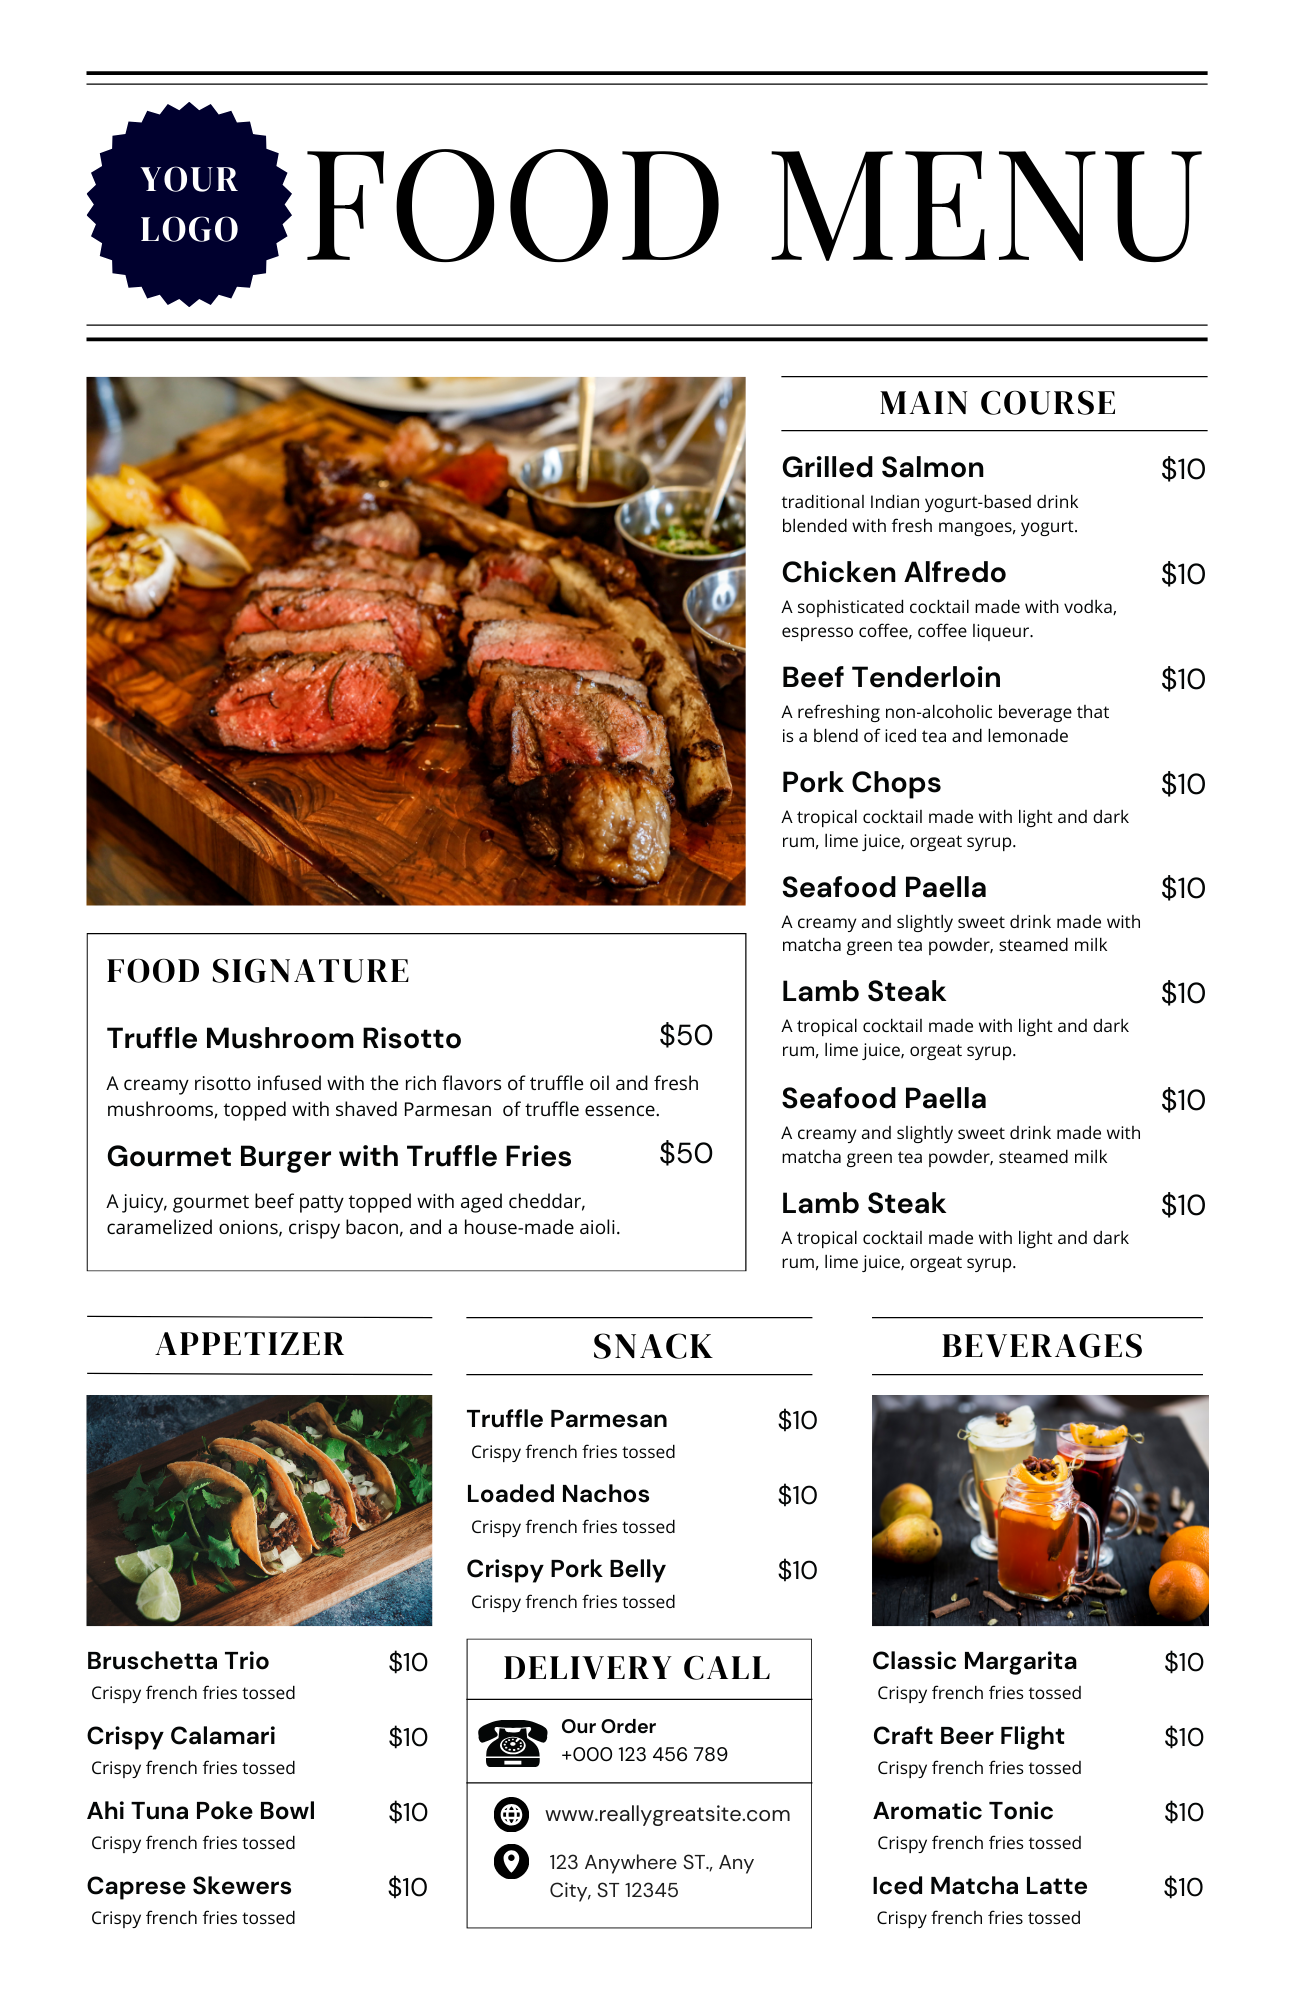 YOUR
LOGO
FOOD MENU
MAIN COURSE
Grilled Salmon $10
traditional Indian yogurt-based drink
blended with fresh mangoes, yogurt.
Chicken Alfredo $10
A sophisticated cocktail made with vodka,
espresso coffee, coffee liqueur.
Beef Tenderloin $10
A refreshing non-alcoholic beverage that
is a blend of iced tea and lemonade
Pork Chops $10
A tropical cocktail made with light and dark
rum, lime juice, orgeat syrup.
Seafood Paella $10
A creamy and slightly sweet drink made with
matcha green tea powder, steamed milk
Lamb Steak $10
A tropical cocktail made with light and dark
rum, lime juice, orgeat syrup.
Seafood Paella $10
A creamy and slightly sweet drink made with
matcha green tea powder, steamed milk
Lamb Steak $10
A tropical cocktail made with light and dark
rum, lime juice, orgeat syrup.
FOOD SIGNATURE
Truffle Mushroom Risotto $50
A creamy risotto infused with the rich flavors of truffle oil and fresh
mushrooms, topped with shaved Parmesan of truffle essence.
Gourmet Burger with Truffle Fries $50
A juicy, gourmet beef patty topped with aged cheddar,
caramelized onions, crispy bacon, and a house-made aioli.
APPETIZER
Bruschetta Trio $10
Crispy french fries tossed
Crispy Calamari $10
Crispy french fries tossed
Ahi Tuna Poke Bowl $10
Crispy french fries tossed
Caprese Skewers $10
Crispy french fries tossed
SNACK
Truffle Parmesan $10
Crispy french fries tossed
Loaded Nachos $10
Crispy french fries tossed
Crispy Pork Belly $10
Crispy french fries tossed
DELIVERY CALL
Our Order
+000 123 456 789
www.reallygreatsite.com
123 Anywhere ST., Any
City, ST 12345
BEVERAGES
Classic Margarita $10
Crispy french fries tossed
Craft Beer Flight $10
Crispy french fries tossed
Aromatic Tonic $10
Crispy french fries tossed
Iced Matcha Latte $10
Crispy french fries tossed